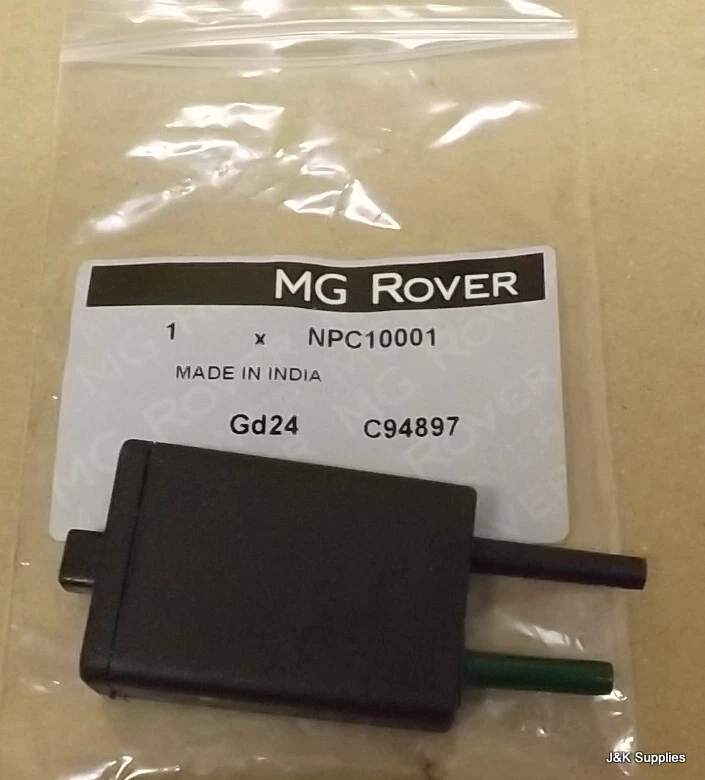 MG ROVER
1 x NPC10001
MADE IN INDIA
Gd24 C94897
J&K Supplies